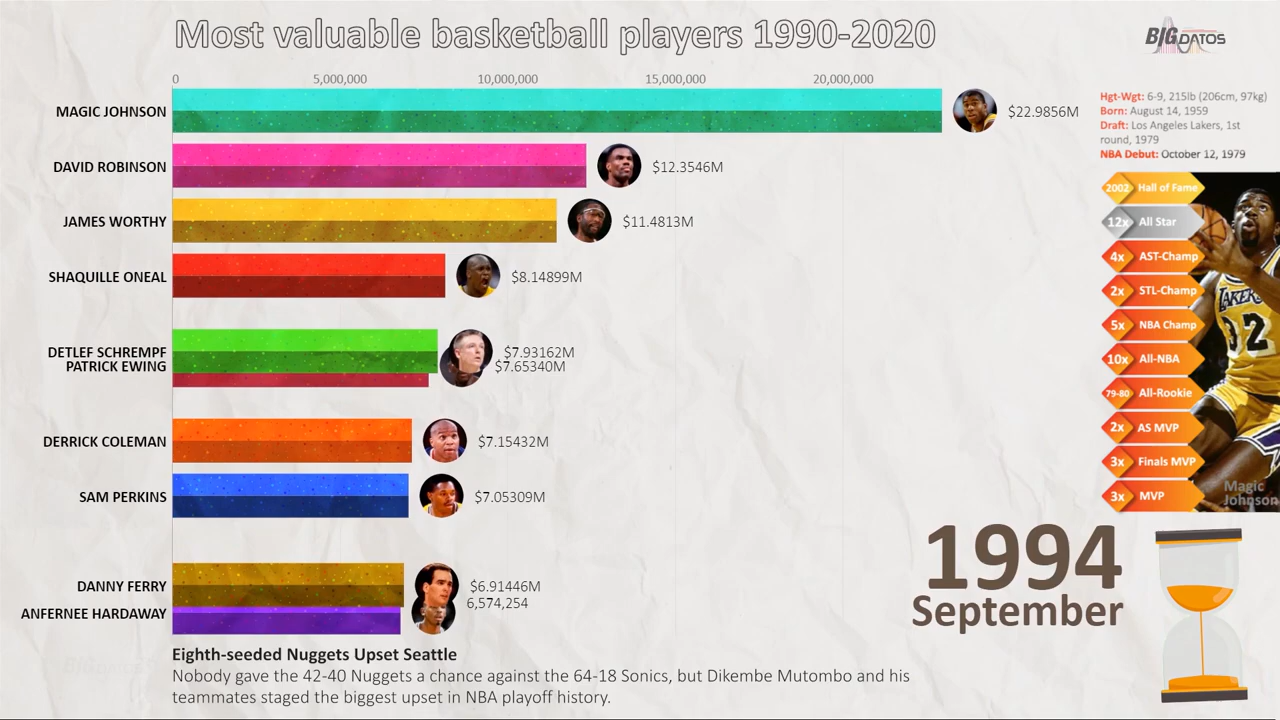 Most valuable basketball players 1990-2020
BIGDATOS
0 5,000,000 10,000,000 15,000,000 20,000,000
MAGIC JOHNSON $22.9856M
DAVID ROBINSON $12.3546M
JAMES WORTHY $11.4813M
SHAQUILLE ONEAL $8.14899M
DETLEF SCHREMPF $7.93162M
PATRICK EWING $7.65340M
DERRICK COLEMAN $7.15432M
SAM PERKINS $7.05309M
DANNY FERRY $6.91446M
ANFERNEE HARDAWAY 6,574,254
Hgt-Wgt: 6-9, 215lb (206cm, 97kg)
Born: August 14, 1959
Draft: Los Angeles Lakers, 1st
round, 1979
NBA Debut: October 12, 1979
2002 Hall of Fame
12x All Star
4x AST-Champ
2x STL-Champ
5x NBA Champ
10x All-NBA
79-80 All-Rookie
2x AS MVP
3x Finals MVP
3x MVP
LAKERS
32
Magic
Johnson
1994
September
Eighth-seeded Nuggets Upset Seattle
Nobody gave the 42-40 Nuggets a chance against the 64-18 Sonics, but Dikembe Mutombo and his
teammates staged the biggest upset in NBA playoff history.
BIGDATOS